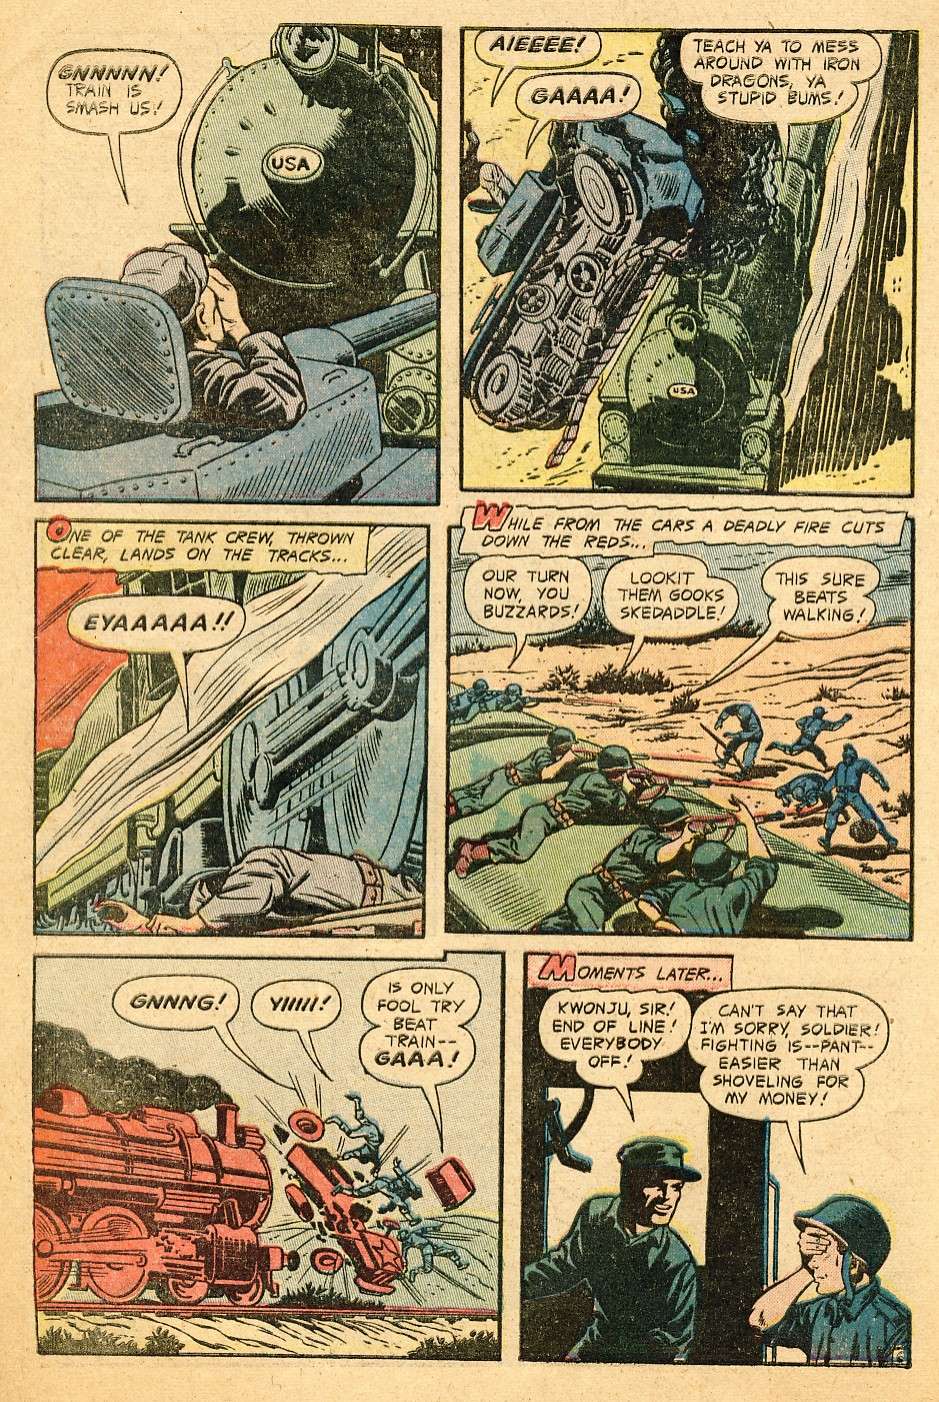 GNNNNN!
TRAIN IS
SMASH US!
USA
AIEEEE!
GAAAA!
TEACH YA TO MESS
AROUND WITH IRON
DRAGONS, YA
STUPID BUMS!
USA
ONE OF THE TANK CREW, THROWN
CLEAR, LANDS ON THE TRACKS...
EYAAAAA!!
WHILE FROM THE CARS A DEADLY FIRE CUTS
DOWN THE REDS...
OUR TURN
NOW, YOU
BUZZARDS!
LOOKIT
THEM GOOKS
SKEDADDLE!
THIS SURE
BEATS
WALKING!
GNNNG!
YIIIII!
IS ONLY
FOOL TRY
BEAT
TRAIN--
GAAA!
MOMENTS LATER...
KWONJU, SIR!
END OF LINE!
EVERYBODY
OFF!
CAN'T SAY THAT
I'M SORRY, SOLDIER!
FIGHTING IS--PANT--
EASIER THAN
SHOVELING FOR
MY MONEY!